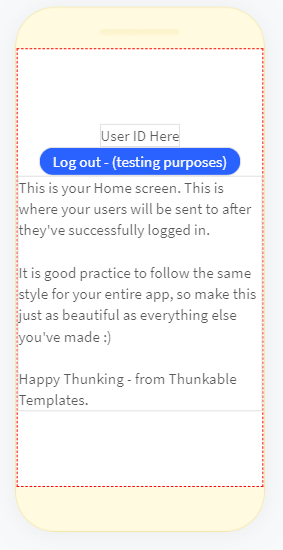 User ID Here
Log out - (testing purposes)
This is your Home screen. This is
where your users will be sent to after
they've successfully logged in.
It is good practice to follow the same
style for your entire app, so make this
just as beautiful as everything else
you've made :)
Happy Thunking - from Thunkable
Templates.